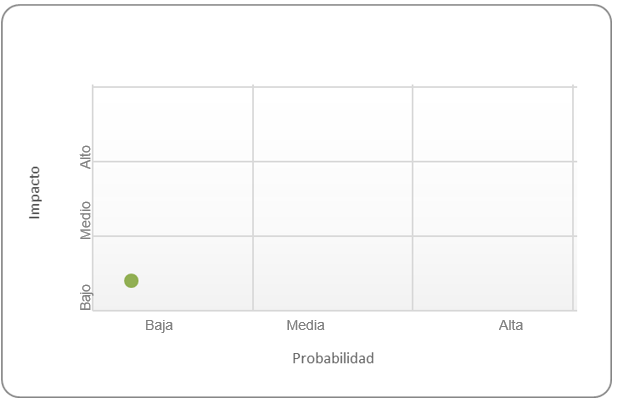 Impacto
Alto
Medio
Bajo
Baja
Media
Alta
Probabilidad